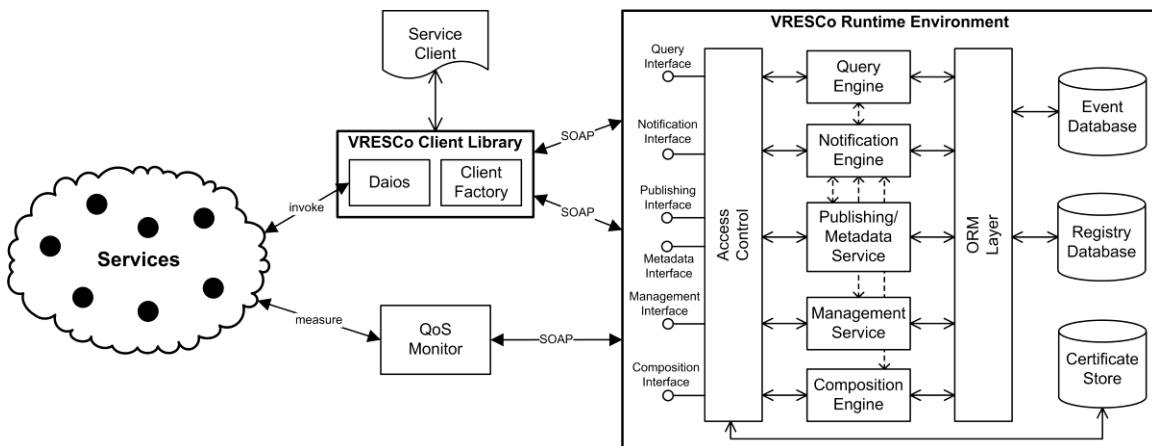 VRESCo Runtime Environment
Service
Client
VRESCo Client Library
Daios
Client
Factory
SOAP
SOAP
invoke
Services
measure
QoS
Monitor
SOAP
Query
Interface
Notification
Interface
Publishing
Interface
Metadata
Interface
Management
Interface
Composition
Interface
Access
Control
Query
Engine
Notification
Engine
Publishing/
Metadata
Service
Management
Service
Composition
Engine
ORM
Layer
Event
Database
Registry
Database
Certificate
Store